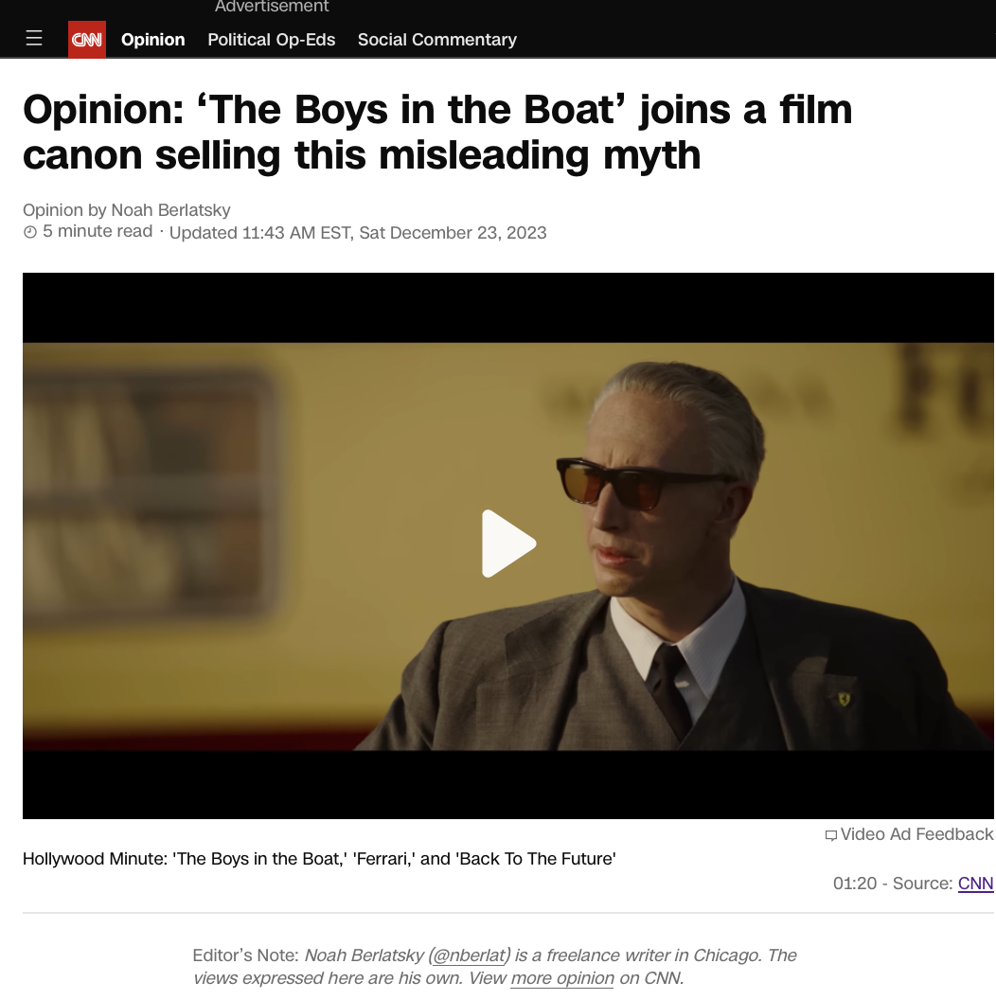 Advertisement
CNN Opinion Political Op-Eds Social Commentary
Opinion: ‘The Boys in the Boat’ joins a film
canon selling this misleading myth
Opinion by Noah Berlatsky
5 minute read · Updated 11:43 AM EST, Sat December 23, 2023
Video Ad Feedback
Hollywood Minute: 'The Boys in the Boat,' 'Ferrari,' and 'Back To The Future'
01:20 - Source: CNN
Editor’s Note: Noah Berlatsky (@nberlat) is a freelance writer in Chicago. The
views expressed here are his own. View more opinion on CNN.